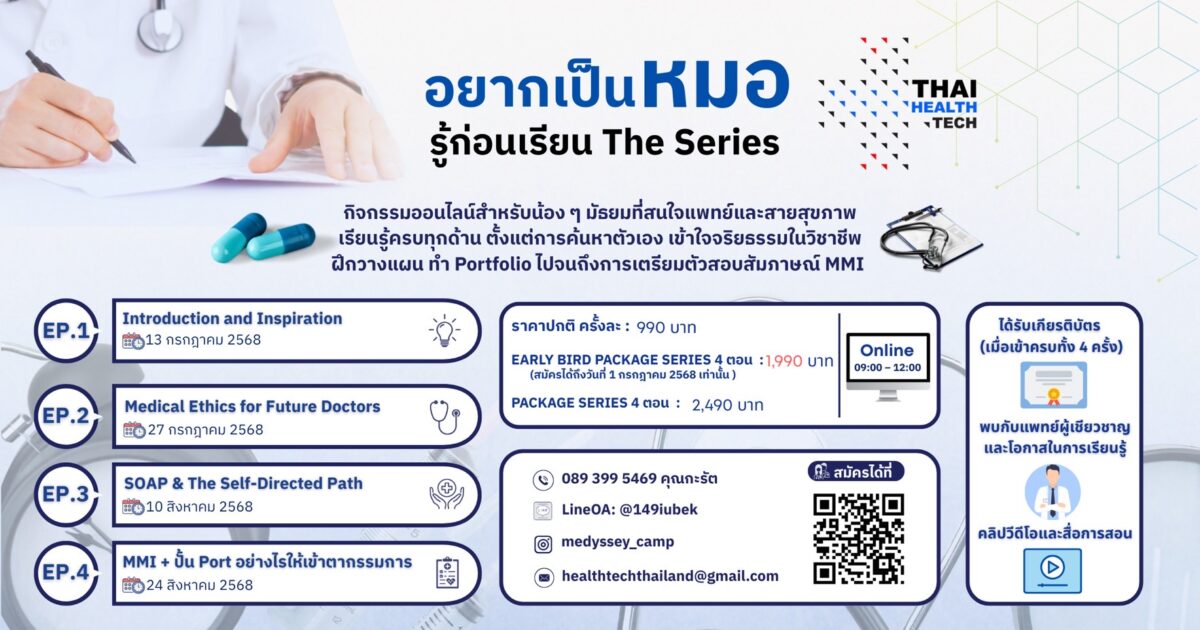 อยากเป็นหมอ
รู้ก่อนเรียน The Series
THAI
HEALTH
TECH
กิจกรรมออนไลน์สำหรับน้อง ๆ มัธยมที่สนใจแพทย์และสายสุขภาพ
เรียนรู้ครบทุกด้าน ตั้งแต่การค้นหาตัวเอง เข้าใจจริยธรรมในวิชาชีพ
ฝึกวางแผน ทำ Portfolio ไปจนถึงการเตรียมตัวสอบสัมภาษณ์ MMI
EP.1
Introduction and Inspiration
13 กรกฎาคม 2568
EP.2
Medical Ethics for Future Doctors
27 กรกฎาคม 2568
EP.3
SOAP & The Self-Directed Path
10 สิงหาคม 2568
EP.4
MMI + ปั้น Port อย่างไรให้เข้าตากรรมการ
24 สิงหาคม 2568
ราคาปกติ ครั้งละ : 990 บาท
EARLY BIRD PACKAGE SERIES 4 ตอน : 1,990 บาท
(สมัครได้ถึงวันที่ 1 กรกฎาคม 2568 เท่านั้น )
PACKAGE SERIES 4 ตอน : 2,490 บาท
Online
09:00 – 12:00
089 399 5469 คุณกะรัต
LineOA: @149iubek
medyssey_camp
healthtechthailand@gmail.com
สมัครได้ที่
ได้รับเกียรติบัตร
(เมื่อเข้าครบทั้ง 4 ครั้ง)
พบกับแพทย์ผู้เชียวชาญ
และโอกาสในการเรียนรู้
คลิปวีดีโอและสื่อการสอน